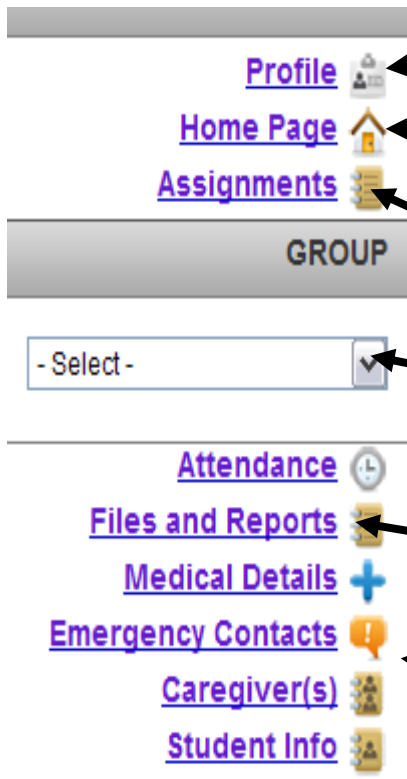 Profile
Home Page
Assignments
GROUP
- Select -
Attendance
Files and Reports
Medical Details
Emergency Contacts
Caregiver(s)
Student Info